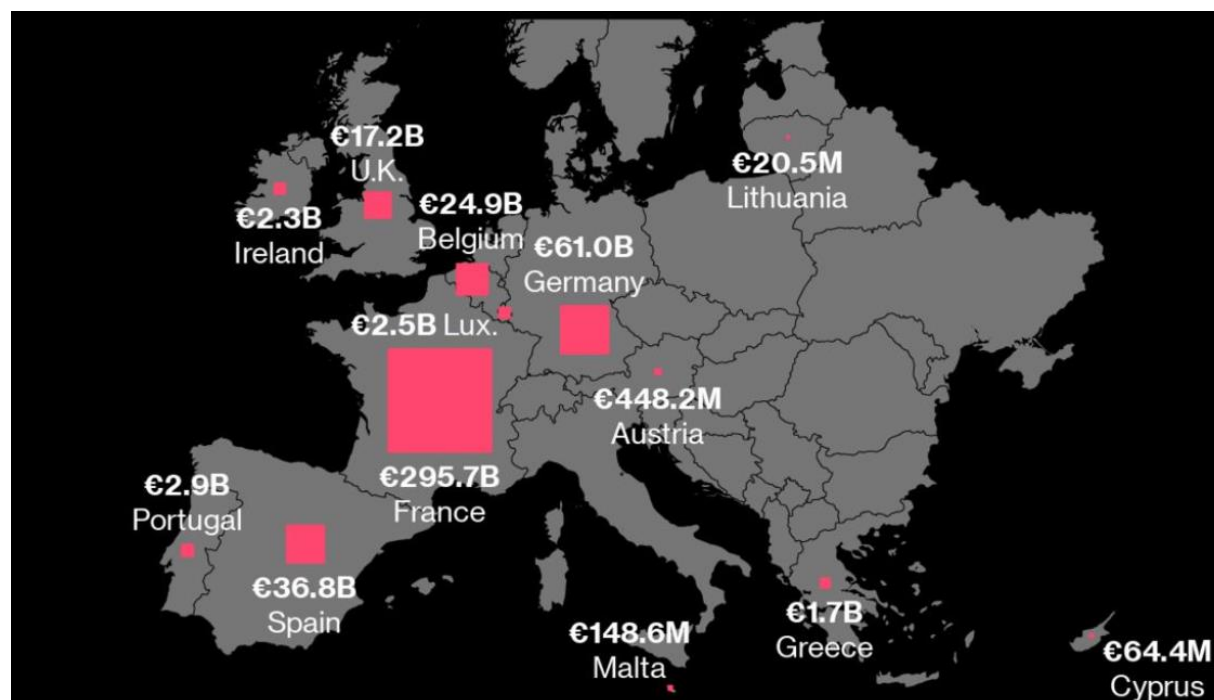 €17.2B
U.K.
€20.5M
Lithuania
€2.3B
Ireland
€24.9B
Belgium
€61.0B
Germany
€2.5B Lux.
€448.2M
Austria
€295.7B
France
€2.9B
Portugal
€36.8B
Spain
€148.6M
Malta
€1.7B
Greece
€64.4M
Cyprus